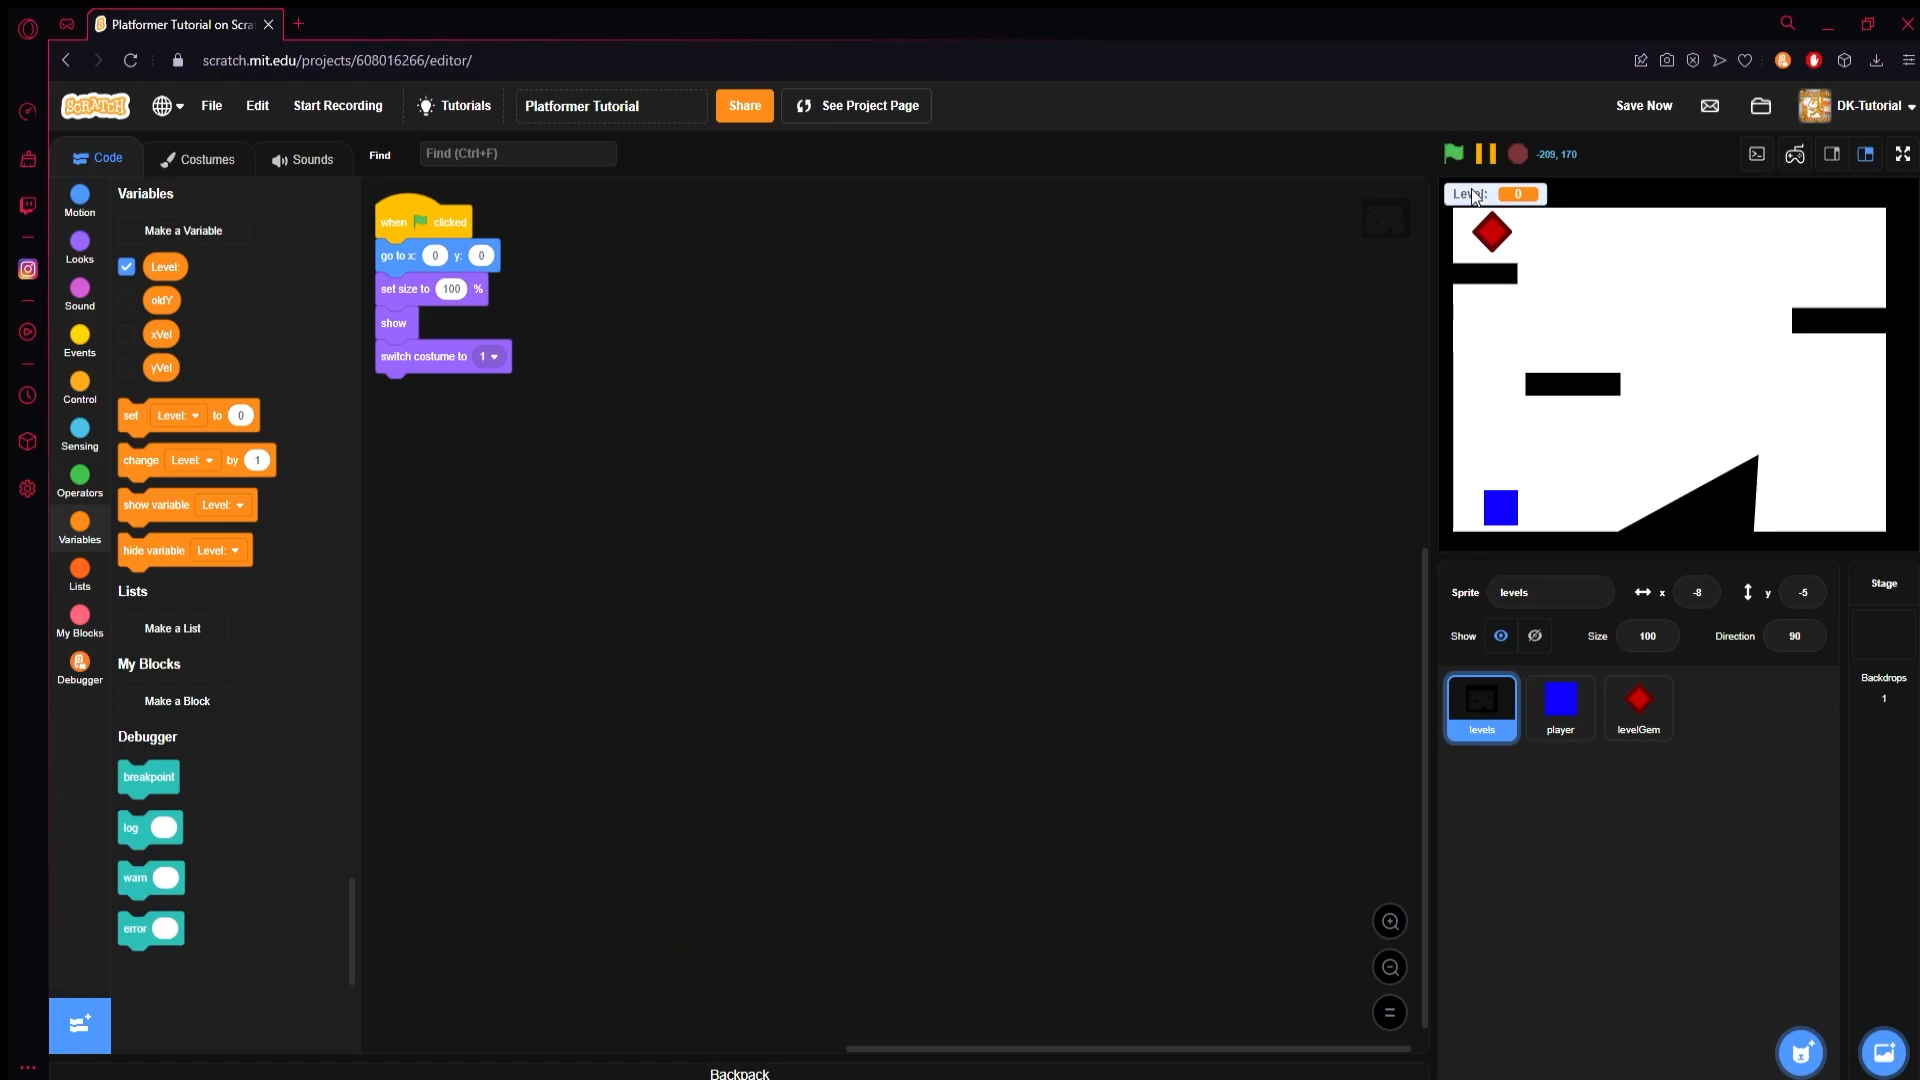 Platformer Tutorial on Scra
scratch.mit.edu/projects/608016266/editor/
SCRATCH
File
Edit
Start Recording
Tutorials
Platformer Tutorial
Share
See Project Page
Save Now
DK-Tutorial
Code
Costumes
Sounds
Find
Find (Ctrl+F)
-209, 170
Motion
Looks
Sound
Events
Control
Sensing
Operators
Variables
Lists
My Blocks
Debugger
Variables
Make a Variable
Level:
oldY
xVel
yVel
set Level: to 0
change Level: by 1
show variable Level:
hide variable Level:
Lists
Make a List
My Blocks
Make a Block
Debugger
breakpoint
log
warn
error
when clicked
go to x: 0 y: 0
set size to 100 %
show
switch costume to 1
Level: 0
Sprite levels x -8 y -5
Show Size 100 Direction 90
levels
player
levelGem
Stage
Backdrops
1
Backpack